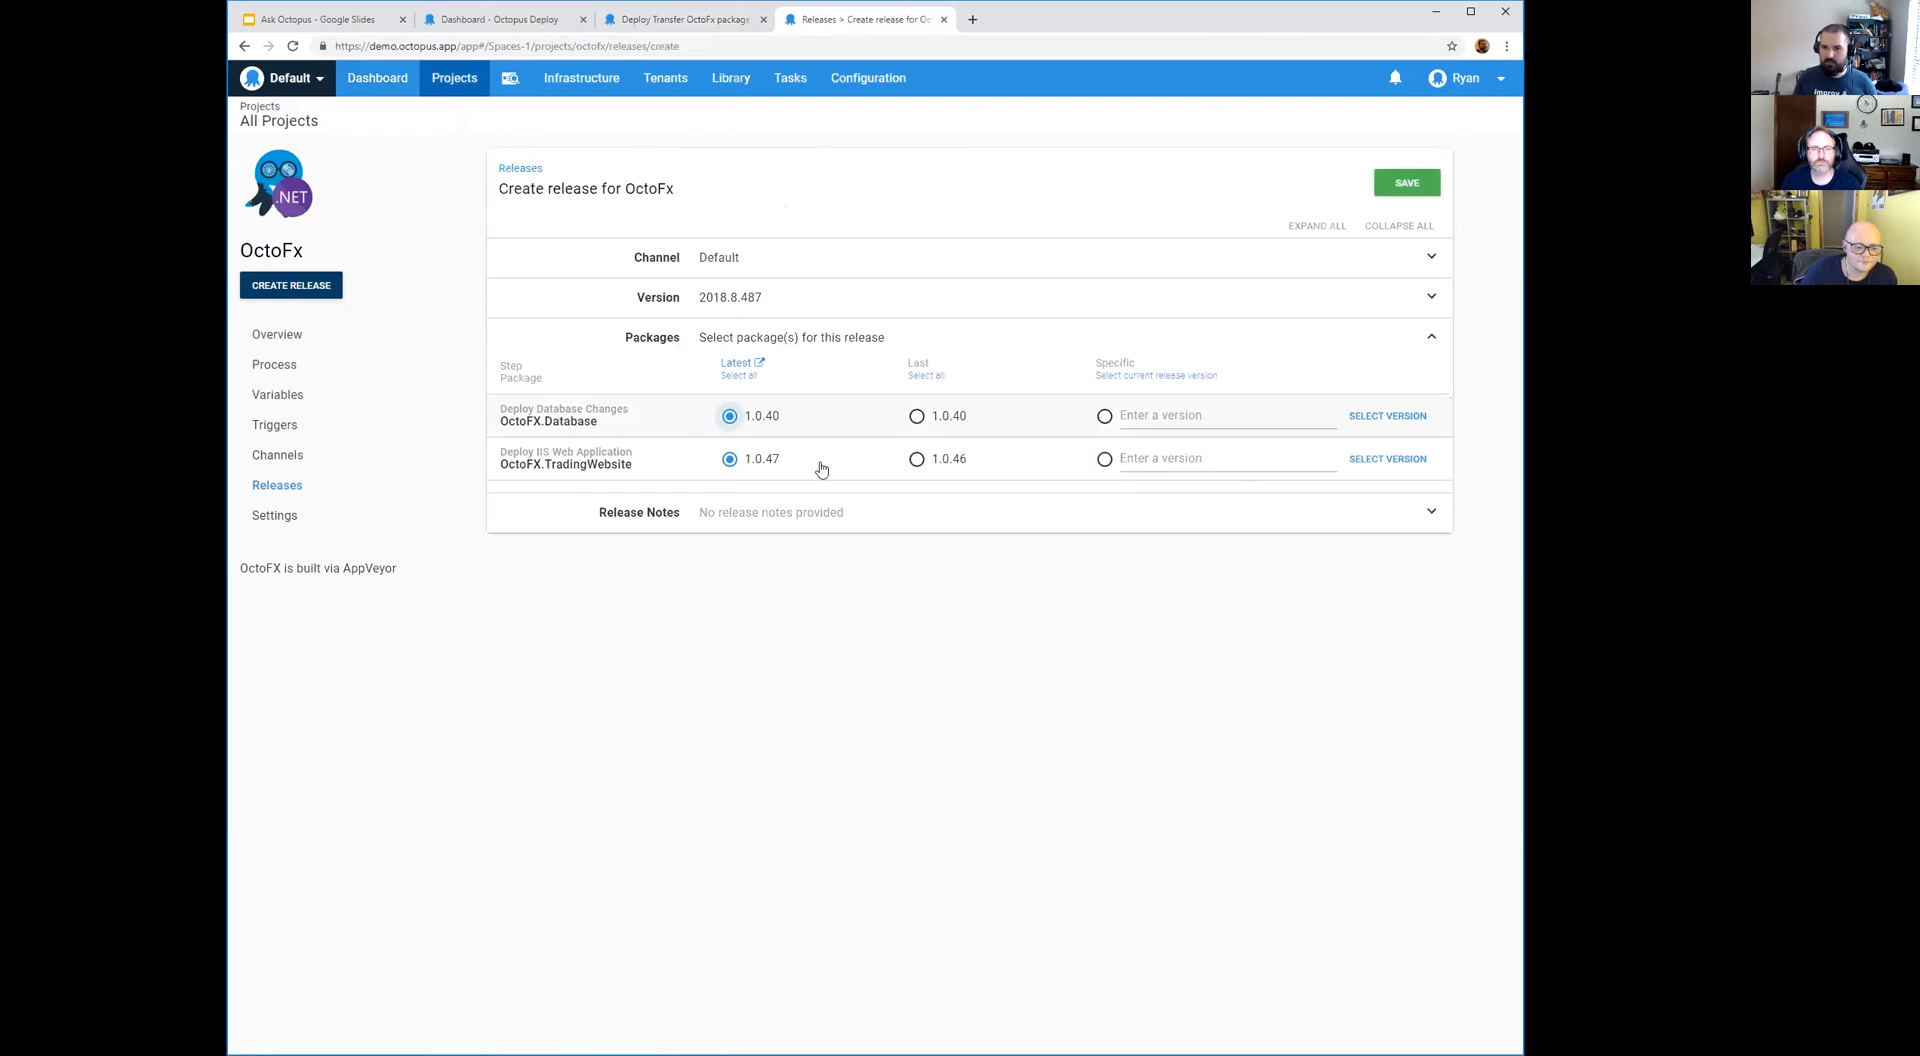 Ask Octopus - Google Slides
Dashboard - Octopus Deploy
Deploy Transfer OctoFx package
Releases > Create release for Oc
https://demo.octopus.app/app#/Spaces-1/projects/octofx/releases/create
Default Dashboard Projects Infrastructure Tenants Library Tasks Configuration Ryan
Projects
All Projects
.NET
OctoFx
CREATE RELEASE
Overview
Process
Variables
Triggers
Channels
Releases
Settings
OctoFX is built via AppVeyor
Releases
Create release for OctoFx
SAVE
EXPAND ALL COLLAPSE ALL
Channel Default
Version 2018.8.487
Packages Select package(s) for this release
Step
Package
Latest
Select all
Last
Select all
Specific
Select current release version
Deploy Database Changes
OctoFX.Database
1.0.40 1.0.40 Enter a version SELECT VERSION
Deploy IIS Web Application
OctoFX.TradingWebsite
1.0.47 1.0.46 Enter a version SELECT VERSION
Release Notes No release notes provided